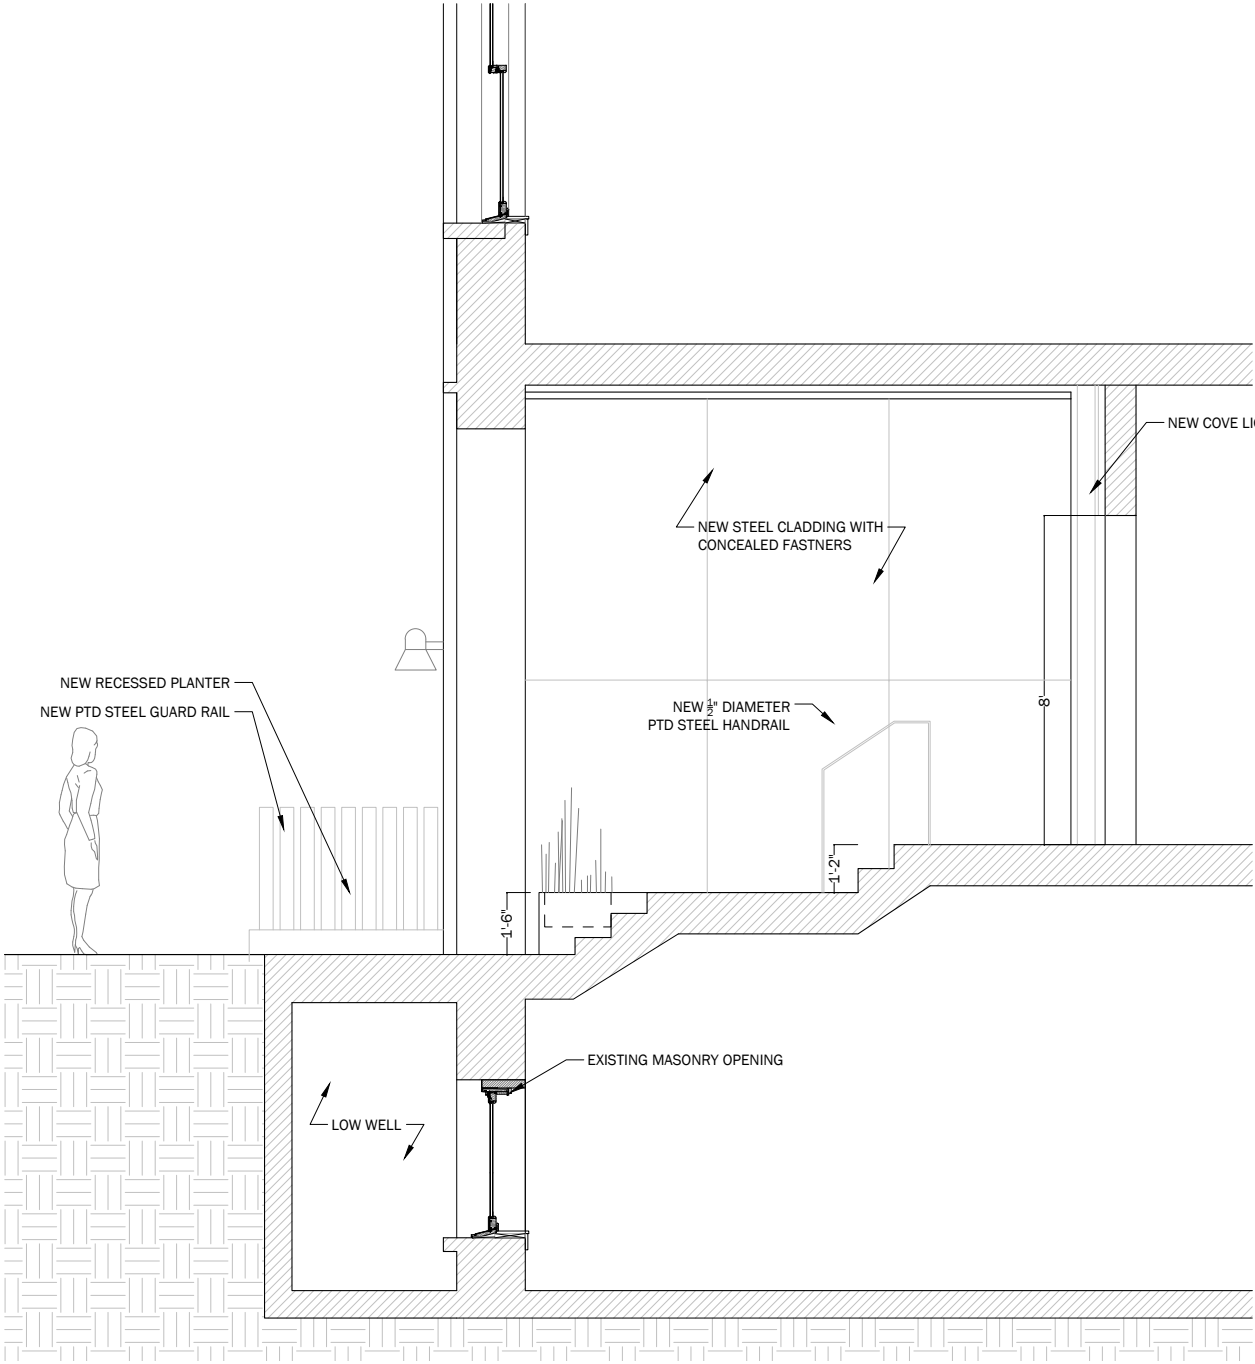 NEW COVE LI
NEW STEEL CLADDING WITH
CONCEALED FASTNERS
NEW RECESSED PLANTER
NEW PTD STEEL GUARD RAIL
NEW ½" DIAMETER
PTD STEEL HANDRAIL
8'
1'-2"
1'-6"
EXISTING MASONRY OPENING
LOW WELL